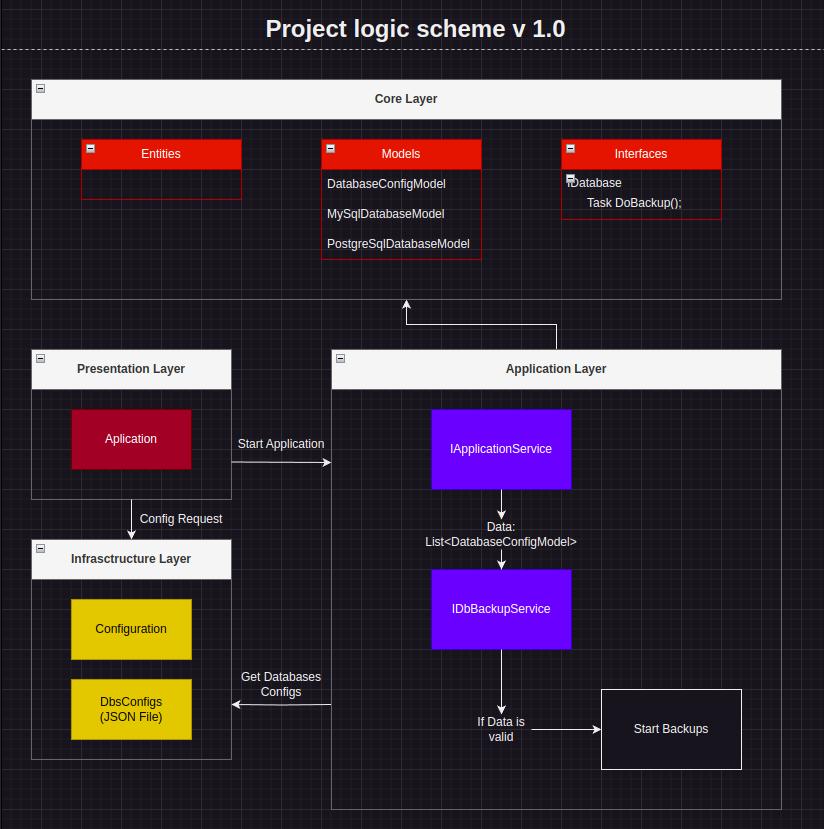 Project logic scheme v 1.0
Core Layer
Entities
Models
DatabaseConfigModel
MySqlDatabaseModel
PostgreSqlDatabaseModel
Interfaces
IDatabase
Task DoBackup();
Presentation Layer
Aplication
Start Application
Config Request
Application Layer
IApplicationService
Data:
List<DatabaseConfigModel>
IDbBackupService
If Data is
valid
Start Backups
Get Databases
Configs
Infrasctructure Layer
Configuration
DbsConfigs
(JSON File)